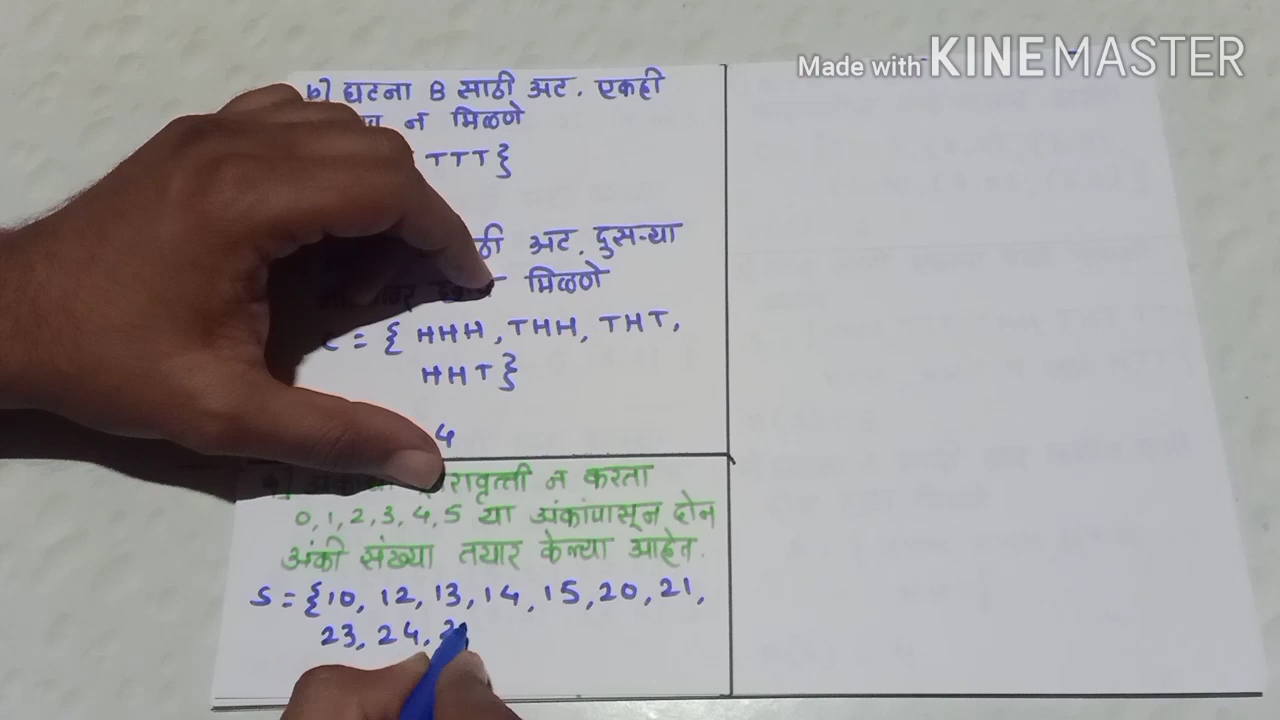 Made with KINEMASTER
b) घटना B साठी अट. एकही
न मिळणे
TTT}
ठी अट. दुसऱ्या
मिळणे
C = { HHH, THH, THT,
HHT}
4
न करता
0,1,2,3,4,5 या अंकांपासून दोन
अंकी संख्या तयार केल्या आहेत.
S = {10, 12, 13, 14, 15, 20, 21,
23, 24, 2